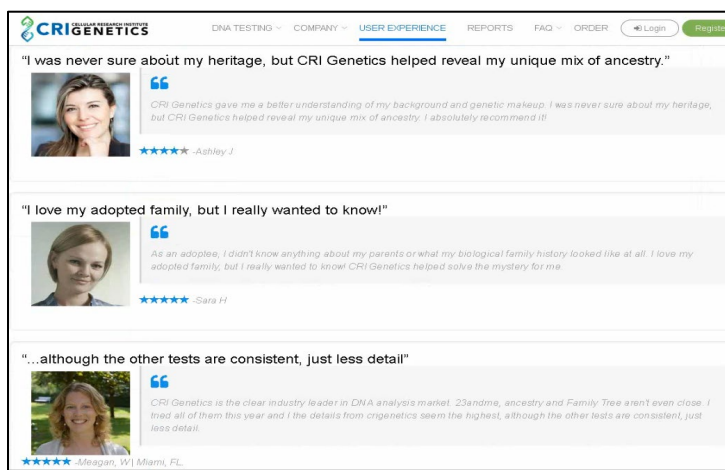 CELLULAR RESEARCH INSTITUTE
CRI GENETICS
DNA TESTING COMPANY USER EXPERIENCE REPORTS FAQ ORDER Login Registe
"I was never sure about my heritage, but CRI Genetics helped reveal my unique mix of ancestry."
CRI Genetics gave me a better understanding of my background and genetic makeup. I was never sure about my heritage,
but CRI Genetics helped reveal my unique mix of ancestry. I absolutely recommend it!
-Ashley J
"I love my adopted family, but I really wanted to know!"
As an adoptee, I didn't know anything about my parents or what my biological family history looked like at all. I love my
adopted family, but I really wanted to know! CRI Genetics helped solve the mystery for me.
-Sara H
"...although the other tests are consistent, just less detail"
CRI Genetics is the clear industry leader in DNA analysis market. 23andme, ancestry and Family Tree aren't even close. I
tried all of them this year and I the details from crigenetics seem the highest, although the other tests are consistent, just
less detail.
-Meagan, W | Miami, FL.